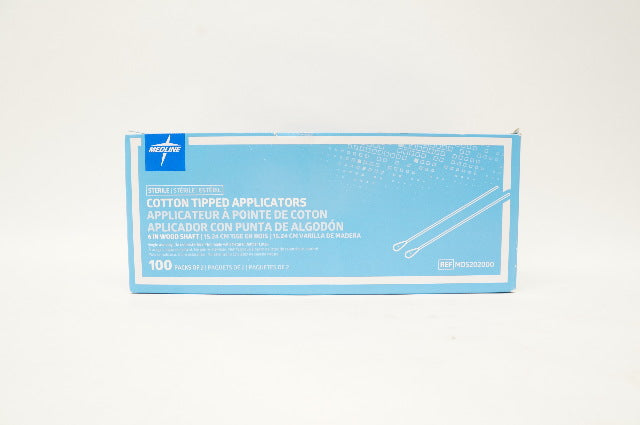 MEDLINE
STERILE | STÉRILE | ESTÉRIL
COTTON TIPPED APPLICATORS
APPLICATEUR À POINTE DE COTON
APLICADOR CON PUNTA DE ALGODÓN
6 IN WOOD SHAFT | 15.24 CM TIGE EN BOIS | 15.24 CM VARILLA DE MADERA
100 PACKS OF 2 | PAQUETS DE 2 | PAQUETES DE 2
REF MDS202000